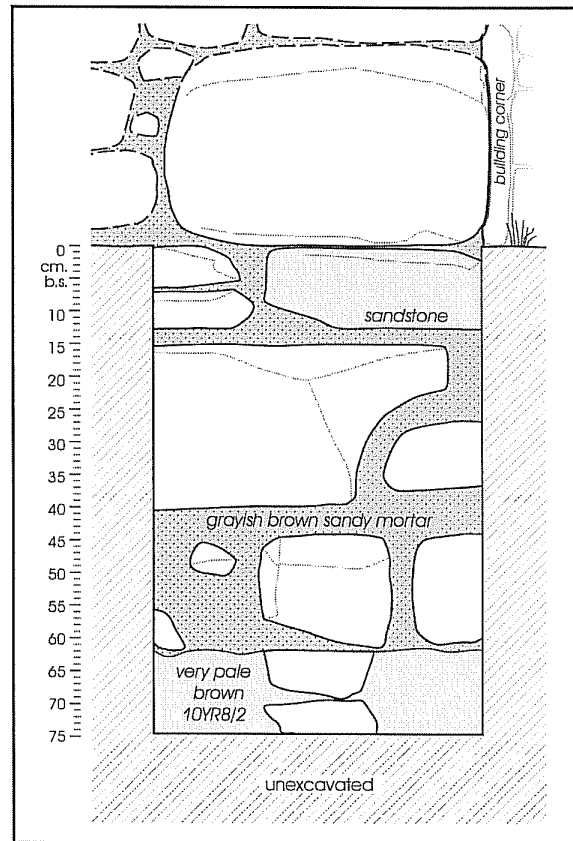 building corner
0
cm.
b.s.
5
10
15
20
25
30
35
40
45
50
55
60
65
70
75
sandstone
grayish brown sandy mortar
very pale
brown
10YR8/2
unexcavated